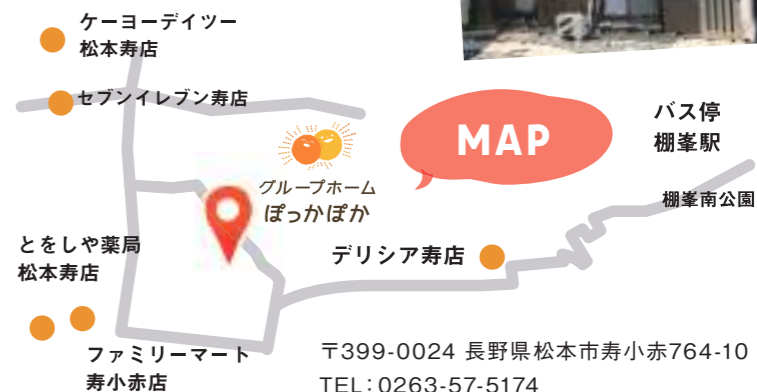 ケーヨーデイツー
松本寿店
セブンイレブン寿店
MAP
バス停
棚峯駅
グループホーム
ぽっかぽか
棚峯南公園
とをしや薬局
松本寿店
デリシア寿店
ファミリーマート
寿小赤店
〒399-0024 長野県松本市寿小赤764-10
TEL:0263-57-5174